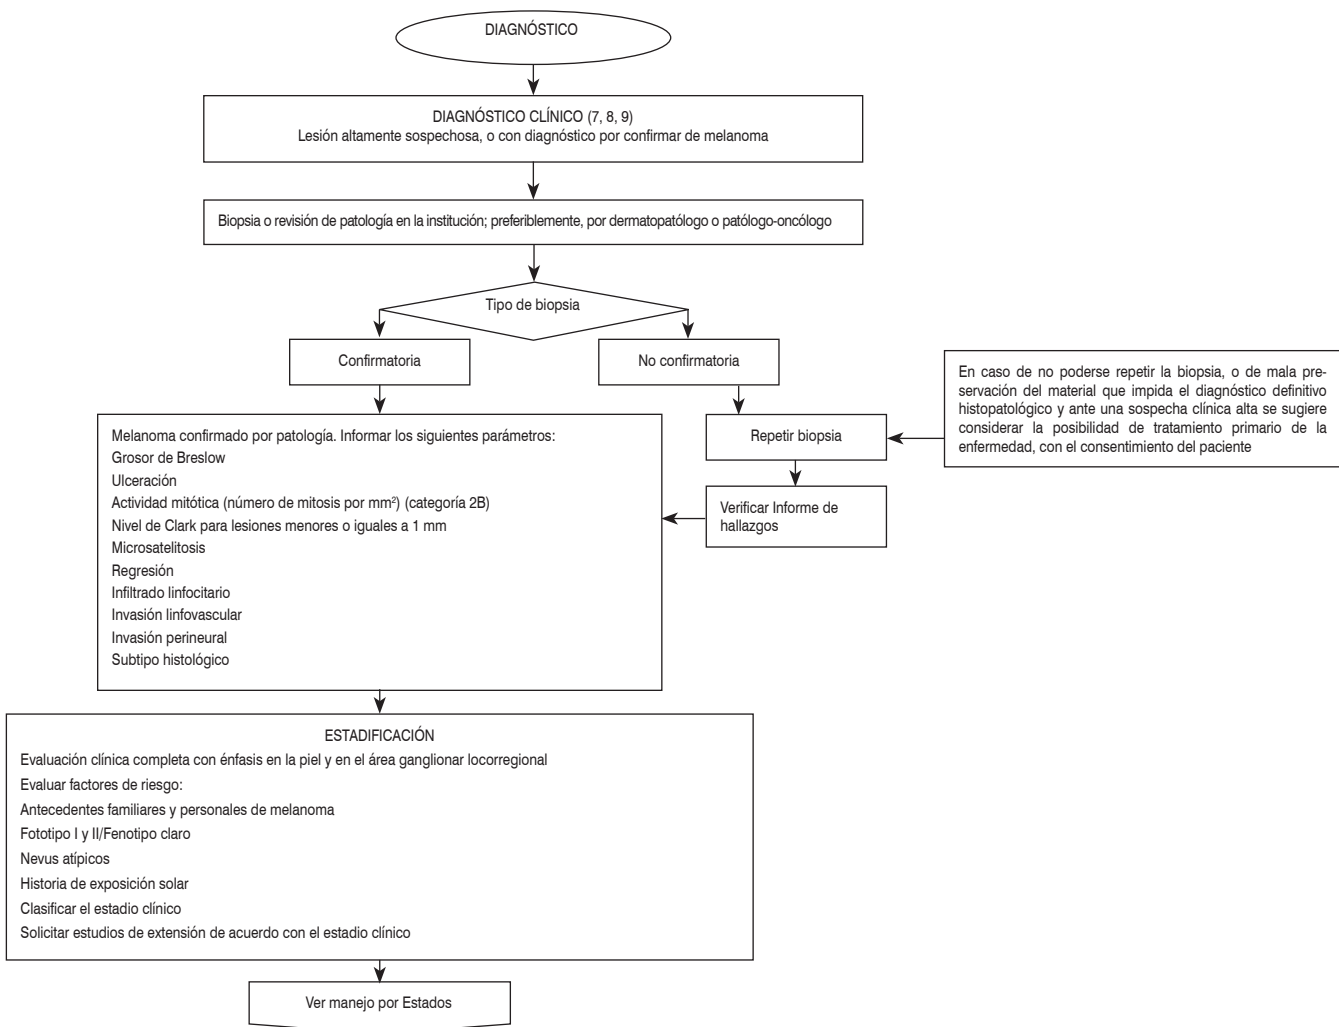 DIAGNÓSTICO
DIAGNÓSTICO CLÍNICO (7, 8, 9)
Lesión altamente sospechosa, o con diagnóstico por confirmar de melanoma
Biopsia o revisión de patología en la institución; preferiblemente, por dermatopatólogo o patólogo-oncólogo
Tipo de biopsia
Confirmatoria
No confirmatoria
En caso de no poderse repetir la biopsia, o de mala pre-
servación del material que impida el diagnóstico definitivo
histopatológico y ante una sospecha clínica alta se sugiere
considerar la posibilidad de tratamiento primario de la
enfermedad, con el consentimiento del paciente
Repetir biopsia
Verificar Informe de
hallazgos
Melanoma confirmado por patología. Informar los siguientes parámetros:
Grosor de Breslow
Ulceración
Actividad mitótica (número de mitosis por mm²) (categoría 2B)
Nivel de Clark para lesiones menores o iguales a 1 mm
Microsatelitosis
Regresión
Infiltrado linfocitario
Invasión linfovascular
Invasión perineural
Subtipo histológico
ESTADIFICACIÓN
Evaluación clínica completa con énfasis en la piel y en el área ganglionar locorregional
Evaluar factores de riesgo:
Antecedentes familiares y personales de melanoma
Fototipo I y II/Fenotipo claro
Nevus atípicos
Historia de exposición solar
Clasificar el estadio clínico
Solicitar estudios de extensión de acuerdo con el estadio clínico
Ver manejo por Estados